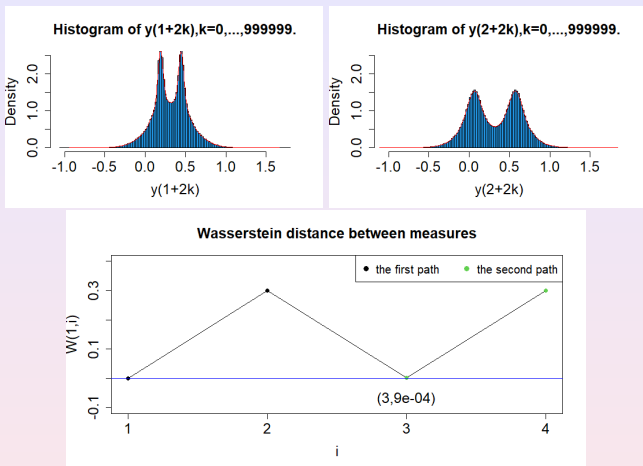 Histogram of y(1+2k),k=0,...,999999.
Density
0.0 1.0 2.0
-1.0 -0.5 0.0 0.5 1.0 1.5
y(1+2k)
Histogram of y(2+2k),k=0,...,999999.
Density
0.0 1.0 2.0
-1.0 -0.5 0.0 0.5 1.0 1.5
y(2+2k)
Wasserstein distance between measures
the first path the second path
W(1,i)
-0.1 0.1 0.3
(3,9e-04)
1 2 3 4
i